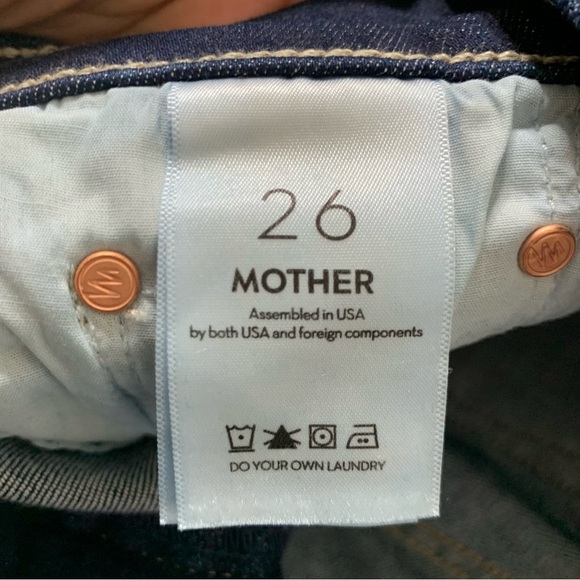 26
MOTHER
Assembled in USA
by both USA and foreign components
DO YOUR OWN LAUNDRY